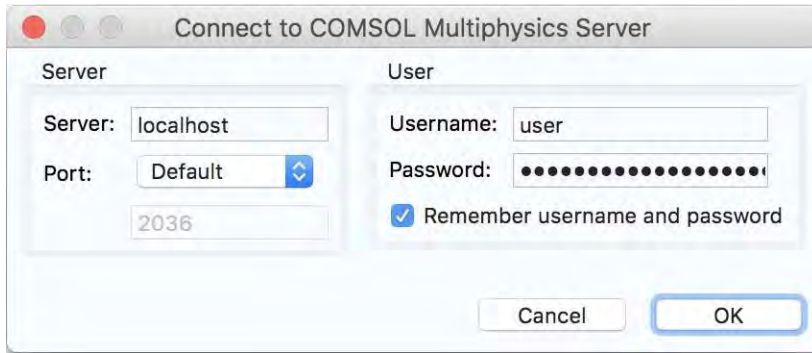 Connect to COMSOL Multiphysics Server
Server
Server: localhost
Port: Default
2036
User
Username: user
Password: ●●●●●●●●●●●●●●●●●●●
Remember username and password
Cancel
OK